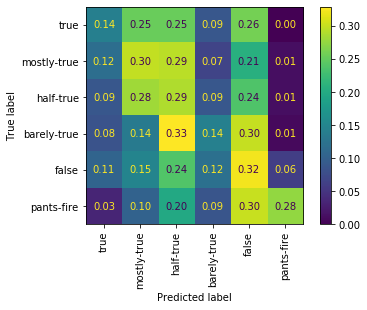 true 0.14 0.25 0.25 0.09 0.26 0.00
mostly-true 0.12 0.30 0.29 0.07 0.21 0.01
half-true 0.09 0.28 0.29 0.09 0.24 0.01
barely-true 0.08 0.14 0.33 0.14 0.30 0.01
false 0.11 0.15 0.24 0.12 0.32 0.06
pants-fire 0.03 0.10 0.20 0.09 0.30 0.28
True label
true
mostly-true
half-true
barely-true
false
pants-fire
Predicted label
0.30
0.25
0.20
0.15
0.10
0.05
0.00